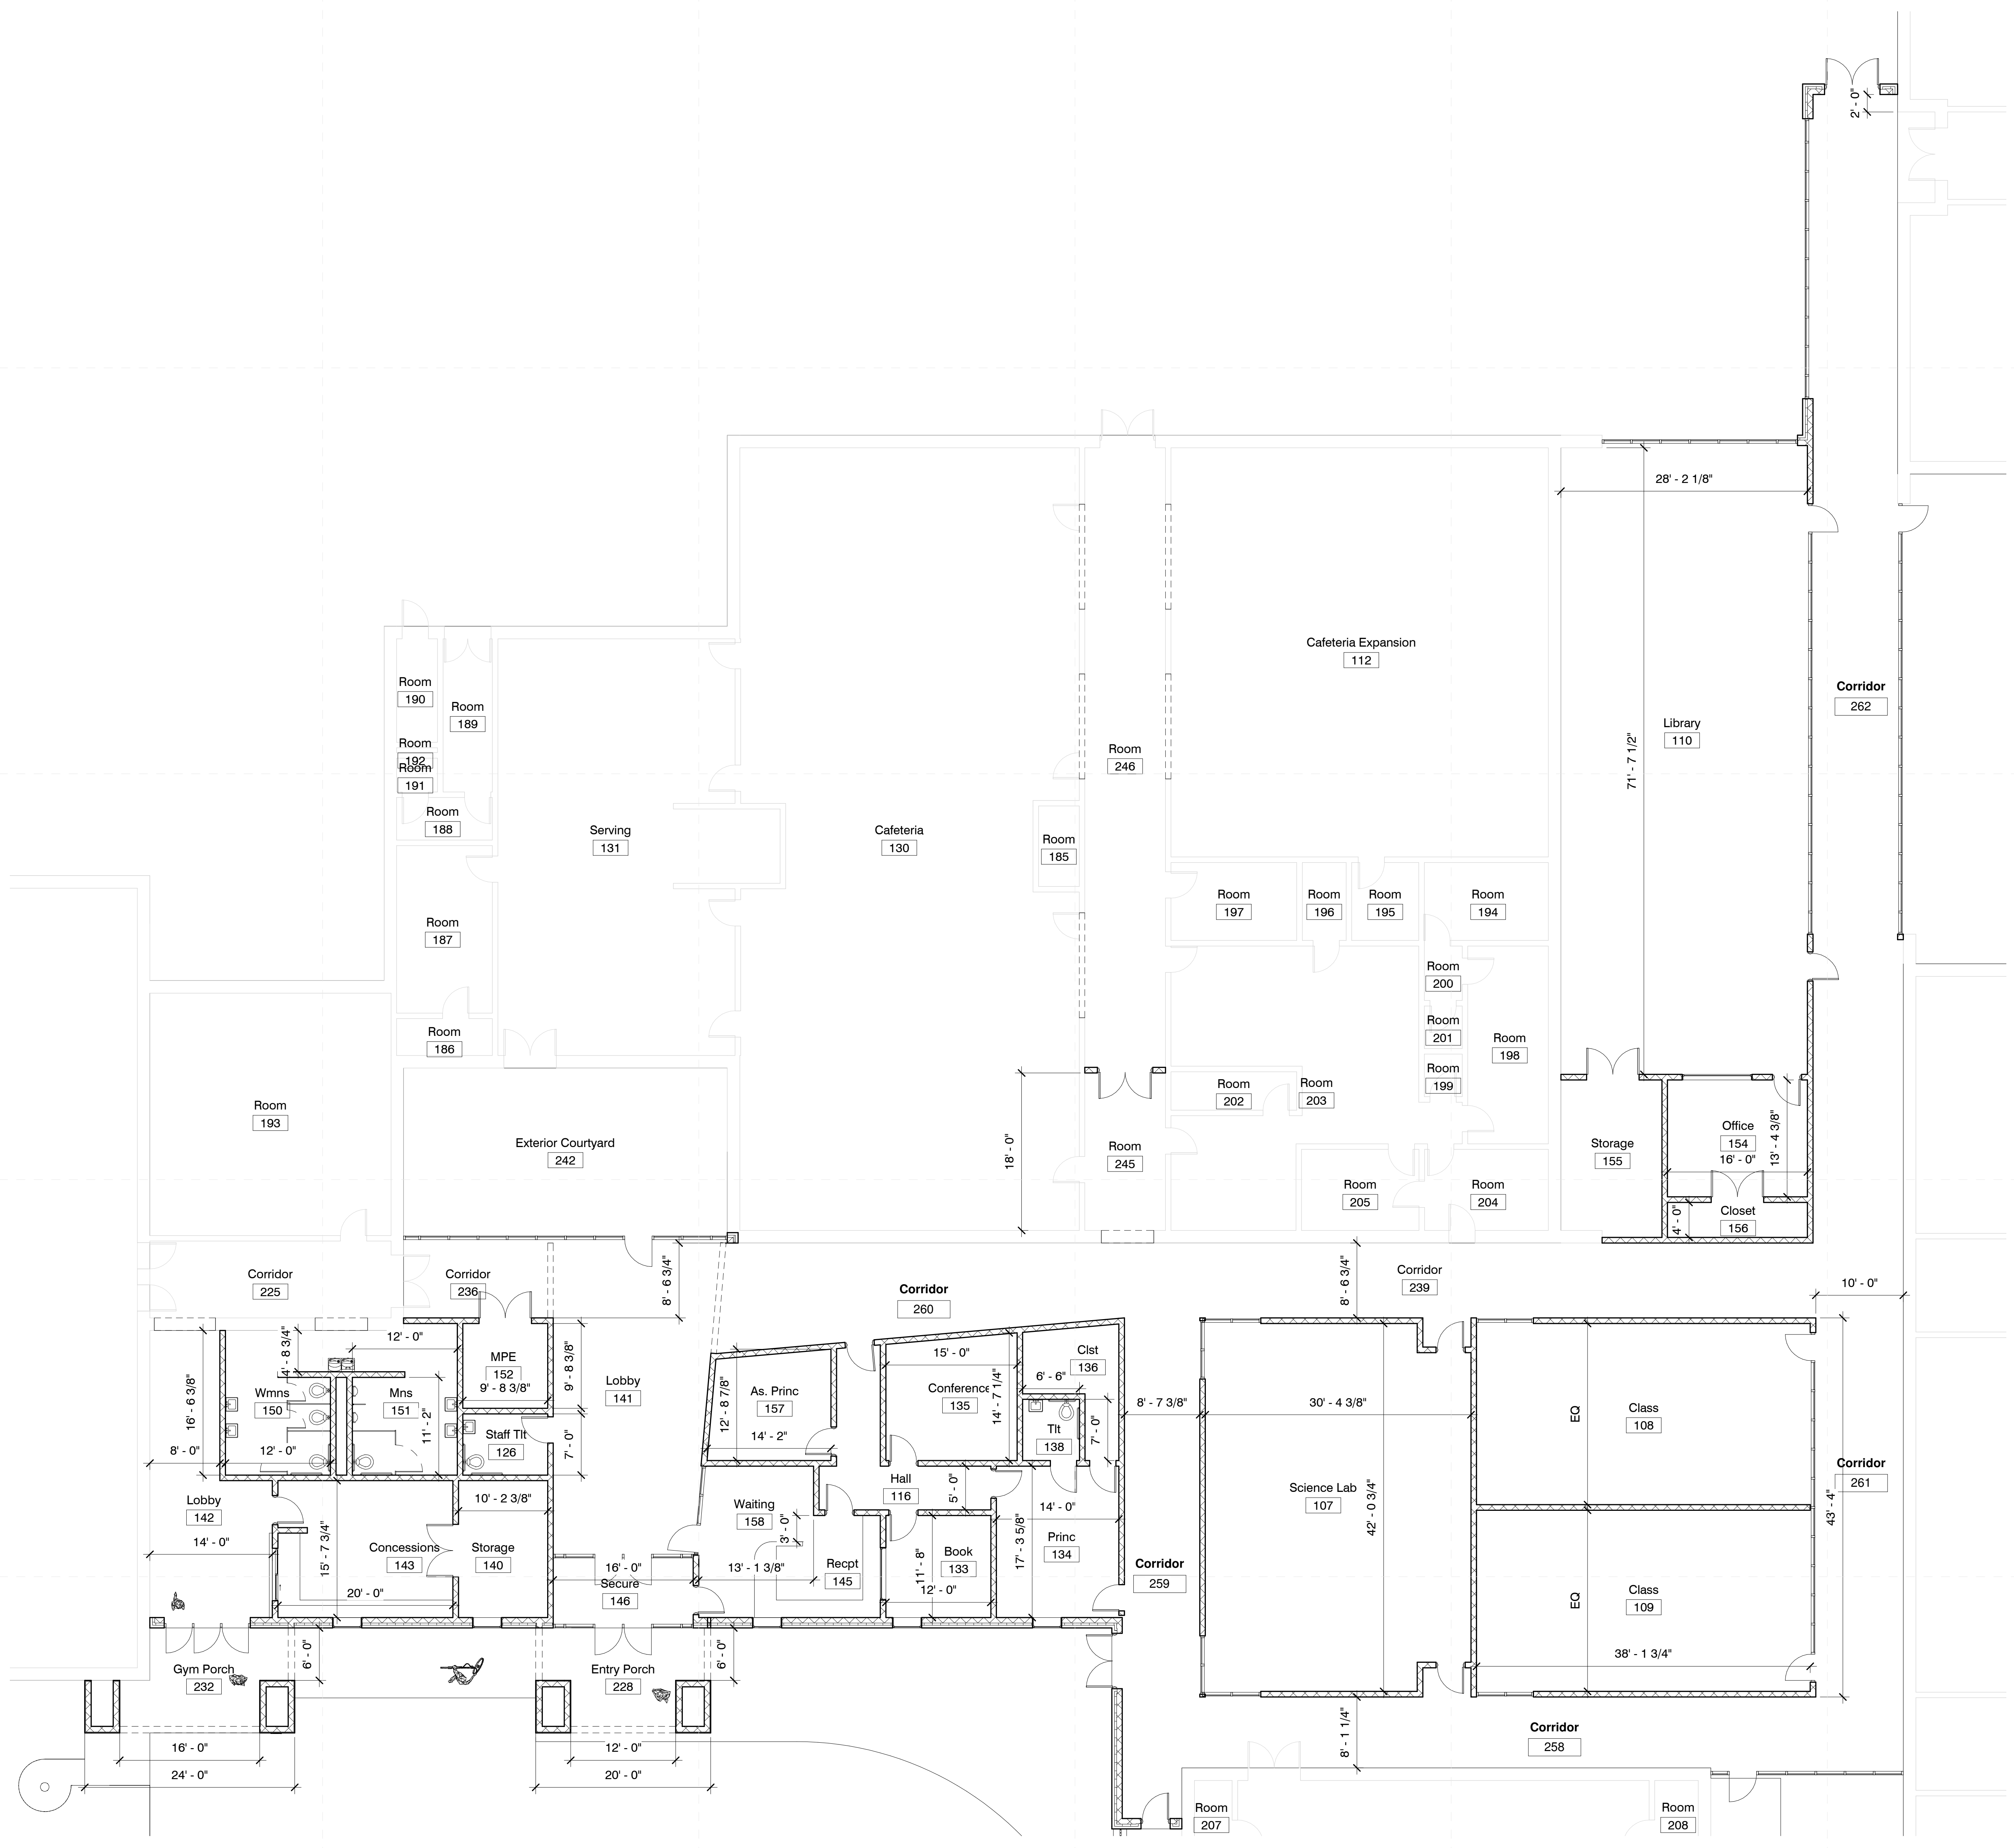 2' - 0"
28' - 2 1/8"
Cafeteria Expansion
112
Room
190
Corridor
262
Room
189
Library
110
71' - 7 1/2"
Room
192
Room
246
Room
191
Room
188
Serving
131
Cafeteria
130
Room
185
Room
197
Room
196
Room
195
Room
194
Room
187
Room
200
Room
186
Room
201
Room
198
Room
199
Room
202
Room
203
Room
193
Exterior Courtyard
242
18' - 0"
Room
245
Storage
155
Office
154
16' - 0"
13' - 4 3/8"
Room
205
Room
204
Closet
156
4' - 0"
Corridor
225
Corridor
236
8' - 6 3/4"
Corridor
260
8' - 6 3/4"
Corridor
239
10' - 0"
12' - 0"
4' - 8 3/4"
MPE
152
9' - 8 3/8"
9' - 8 3/8"
Lobby
141
15' - 0"
Clst
136
6' - 6"
16' - 6 3/8"
Wmns
150
Mns
151
11' - 2"
12' - 8 7/8"
As. Princ
157
14' - 2"
Conference
135
14' - 7 1/4"
8' - 7 3/8"
30' - 4 3/8"
EQ
Class
108
8' - 0"
12' - 0"
Staff Tlt
126
7' - 0"
Tlt
138
7' - 0"
Corridor
261
Hall
116
5' - 0"
Lobby
142
10' - 2 3/8"
Waiting
158
3' - 0"
14' - 0"
Science Lab
107
42' - 0 3/4"
43' - 4"
14' - 0"
15' - 7 3/4"
Concessions
143
Storage
140
16' - 0"
13' - 1 3/8"
Recpt
145
11' - 8"
Book
133
12' - 0"
17' - 3 5/8"
Princ
134
Corridor
259
20' - 0"
Secure
146
EQ
Class
109
38' - 1 3/4"
Gym Porch
232
6' - 0"
Entry Porch
228
6' - 0"
8' - 1 1/4"
Corridor
258
16' - 0"
24' - 0"
12' - 0"
20' - 0"
Room
207
Room
208